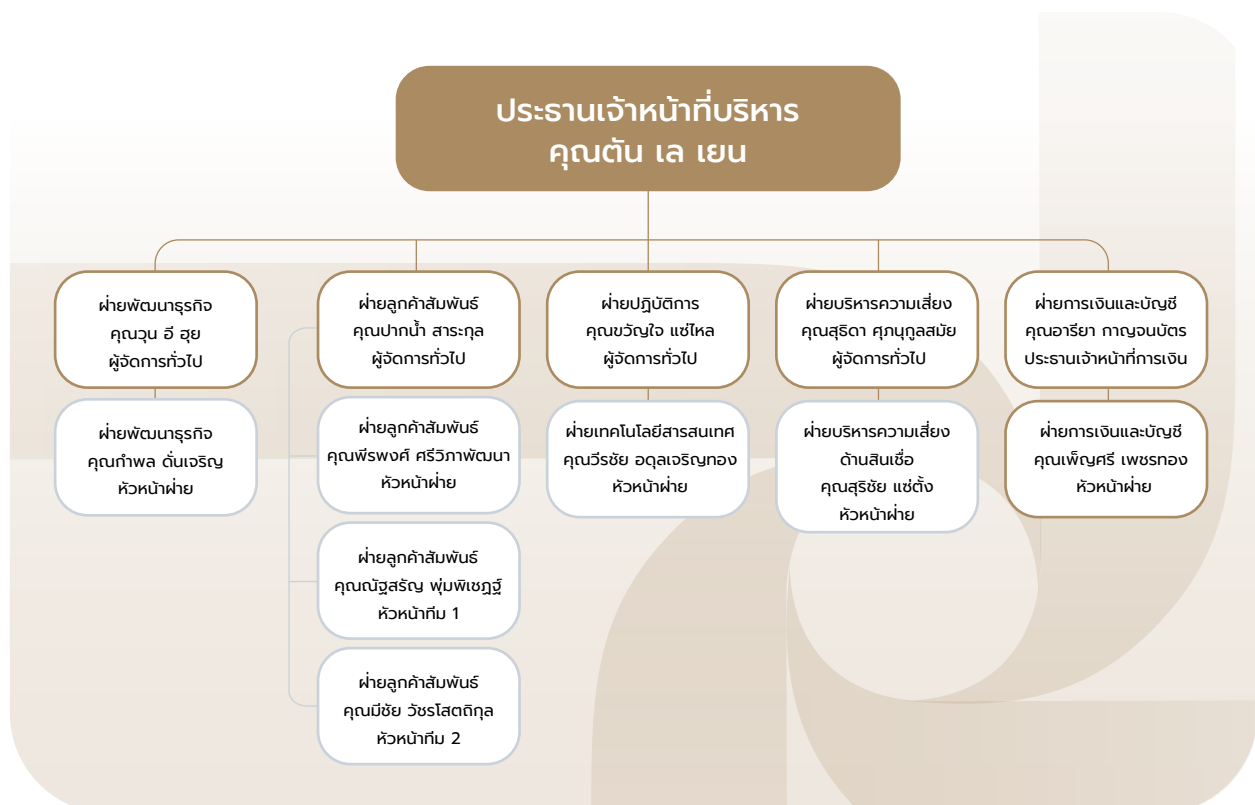 ประธานเจ้าหน้าที่บริหาร
คุณตัน เล เยน
ฝ่ายพัฒนาธุรกิจ
คุณวุน อี ฮุย
ผู้จัดการทั่วไป
ฝ่ายลูกค้าสัมพันธ์
คุณปากน้ำ สาระกุล
ผู้จัดการทั่วไป
ฝ่ายปฏิบัติการ
คุณขวัญใจ แซ่ไหล
ผู้จัดการทั่วไป
ฝ่ายบริหารความเสี่ยง
คุณสุธิดา ศุภนุกูลสมัย
ผู้จัดการทั่วไป
ฝ่ายการเงินและบัญชี
คุณอารียา กาญจนบัตร
ประธานเจ้าหน้าที่การเงิน
ฝ่ายพัฒนาธุรกิจ
คุณกำพล ดั่นเจริญ
หัวหน้าฝ่าย
ฝ่ายลูกค้าสัมพันธ์
คุณพีรพงศ์ ศรีวิภาพัฒนา
หัวหน้าฝ่าย
ฝ่ายเทคโนโลยีสารสนเทศ
คุณวีรชัย อดุลเจริญทอง
หัวหน้าฝ่าย
ฝ่ายบริหารความเสี่ยง
ด้านสินเชื่อ
คุณสุริชัย แซ่ตั้ง
หัวหน้าฝ่าย
ฝ่ายการเงินและบัญชี
คุณเพ็ญศรี เพชรทอง
หัวหน้าฝ่าย
ฝ่ายลูกค้าสัมพันธ์
คุณณัฐสรัญ พุ่มพิเชฏฐ์
หัวหน้าทีม 1
ฝ่ายลูกค้าสัมพันธ์
คุณมีชัย วัชรโสตถิกุล
หัวหน้าทีม 2